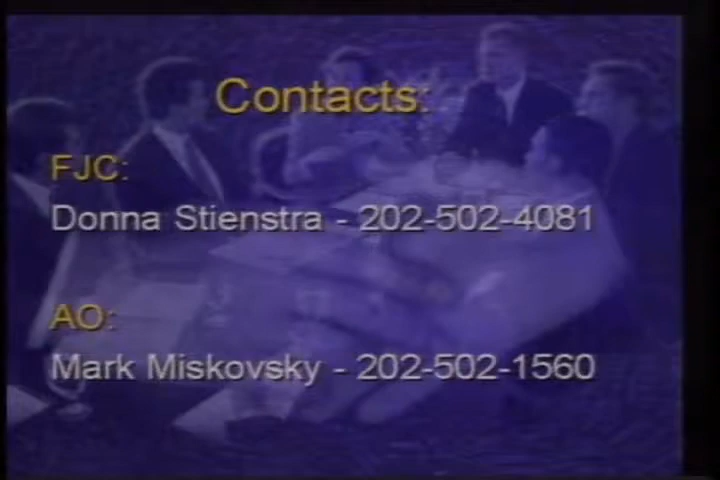 Contacts:
FJC:
Donna Stienstra - 202-502-4081
AO:
Mark Miskovsky - 202-502-1560